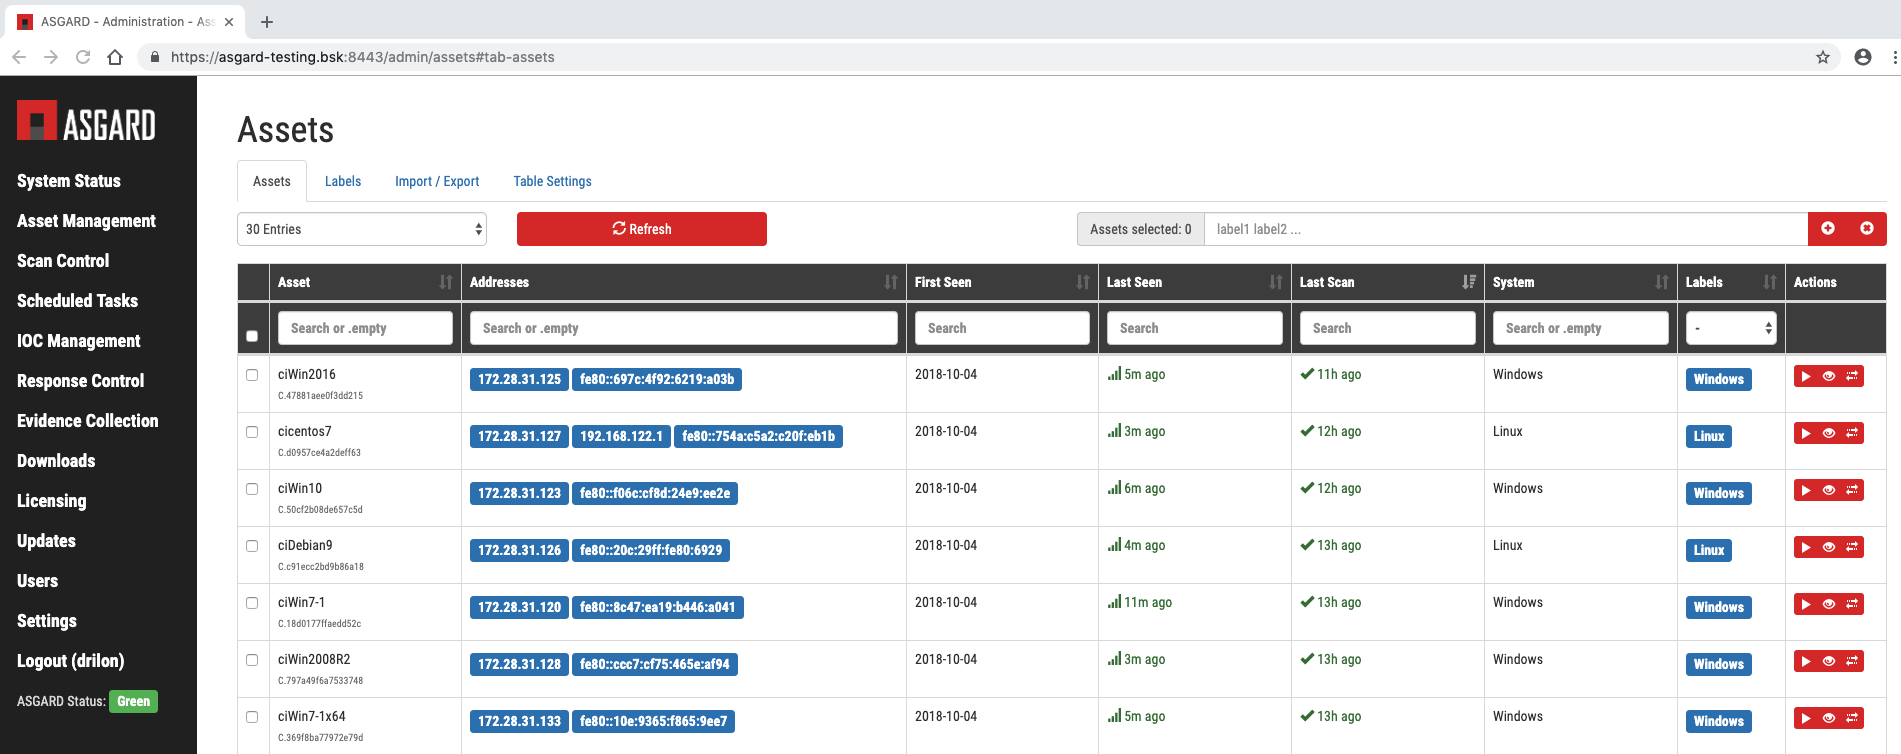 ASGARD - Administration - Ass
https://asgard-testing.bsk:8443/admin/assets#tab-assets
ASGARD
System Status
Asset Management
Scan Control
Scheduled Tasks
IOC Management
Response Control
Evidence Collection
Downloads
Licensing
Updates
Users
Settings
Logout (drilon)
ASGARD Status: Green
Assets
Assets Labels Import / Export Table Settings
30 Entries Refresh Assets selected: 0 label1 label2 ...
Asset Addresses First Seen Last Seen Last Scan System Labels Actions
Search or .empty Search or .empty Search Search Search Search or .empty -
ciWin2016 172.28.31.125 fe80::697c:4f92:6219:a03b 2018-10-04 5m ago 11h ago Windows Windows
C.47881aee0f3dd215
cicentos7 172.28.31.127 192.168.122.1 fe80::754a:c5a2:c20f:eb1b 2018-10-04 3m ago 12h ago Linux Linux
C.d0957ce4a2deff63
ciWin10 172.28.31.123 fe80::f06c:cf8d:24e9:ee2e 2018-10-04 6m ago 12h ago Windows Windows
C.50cf2b08de657c5d
ciDebian9 172.28.31.126 fe80::20c:29ff:fe80:6929 2018-10-04 4m ago 13h ago Linux Linux
C.c91ecc2bd9b86a18
ciWin7-1 172.28.31.120 fe80::8c47:ea19:b446:a041 2018-10-04 11m ago 13h ago Windows Windows
C.18d0177ffaedd52c
ciWin2008R2 172.28.31.128 fe80::ccc7:cf75:465e:af94 2018-10-04 3m ago 13h ago Windows Windows
C.797a49f6a7533748
ciWin7-1x64 172.28.31.133 fe80::10e:9365:f865:9ee7 2018-10-04 5m ago 13h ago Windows Windows
C.369f8ba77972e79d